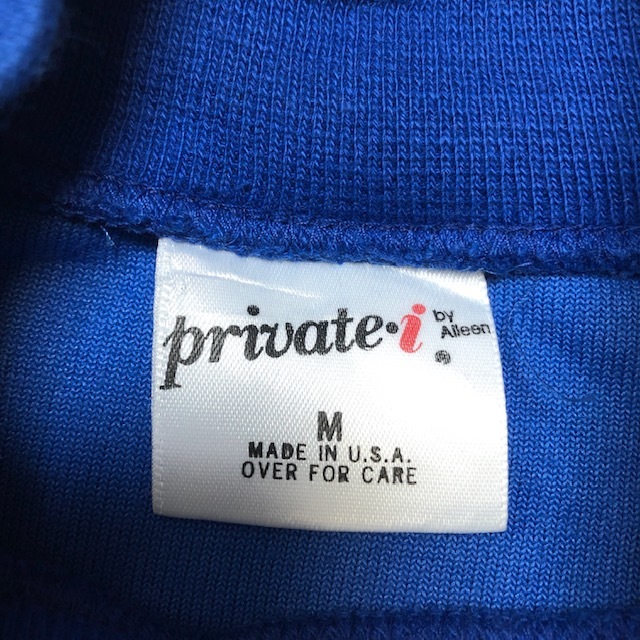 private·i by Aileen ®
M
MADE IN U.S.A.
OVER FOR CARE